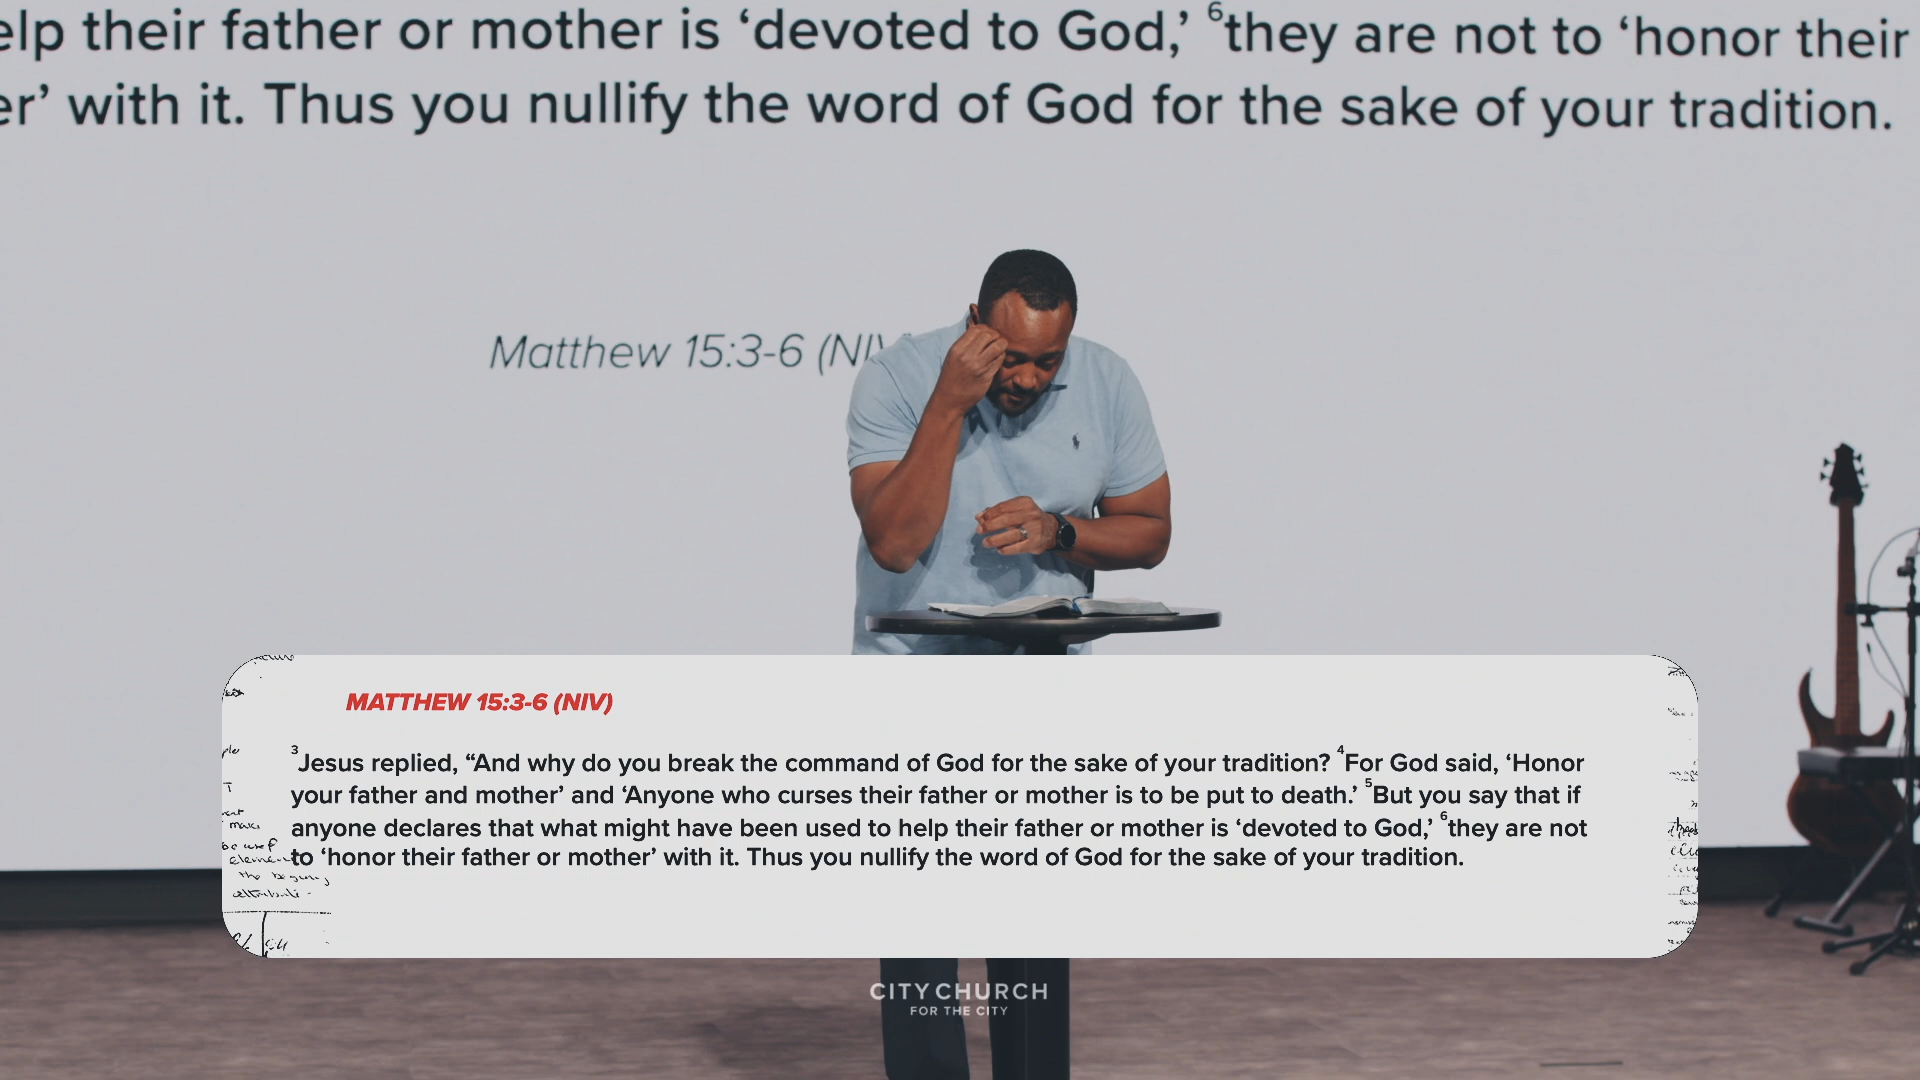 elp their father or mother is ‘devoted to God,’ ⁶they are not to ‘honor their
er’ with it. Thus you nullify the word of God for the sake of your tradition.
Matthew 15:3-6 (NIV
MATTHEW 15:3-6 (NIV)
³Jesus replied, “And why do you break the command of God for the sake of your tradition? ⁴For God said, ‘Honor
your father and mother’ and ‘Anyone who curses their father or mother is to be put to death.’ ⁵But you say that if
anyone declares that what might have been used to help their father or mother is ‘devoted to God,’ ⁶they are not
to ‘honor their father or mother’ with it. Thus you nullify the word of God for the sake of your tradition.
CITY CHURCH
FOR THE CITY